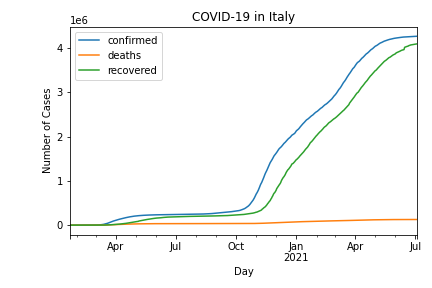 COVID-19 in Italy
1e6
confirmed
deaths
recovered
Number of Cases
4
3
2
1
0
Apr
Jul
Oct
Jan
2021
Apr
Jul
Day